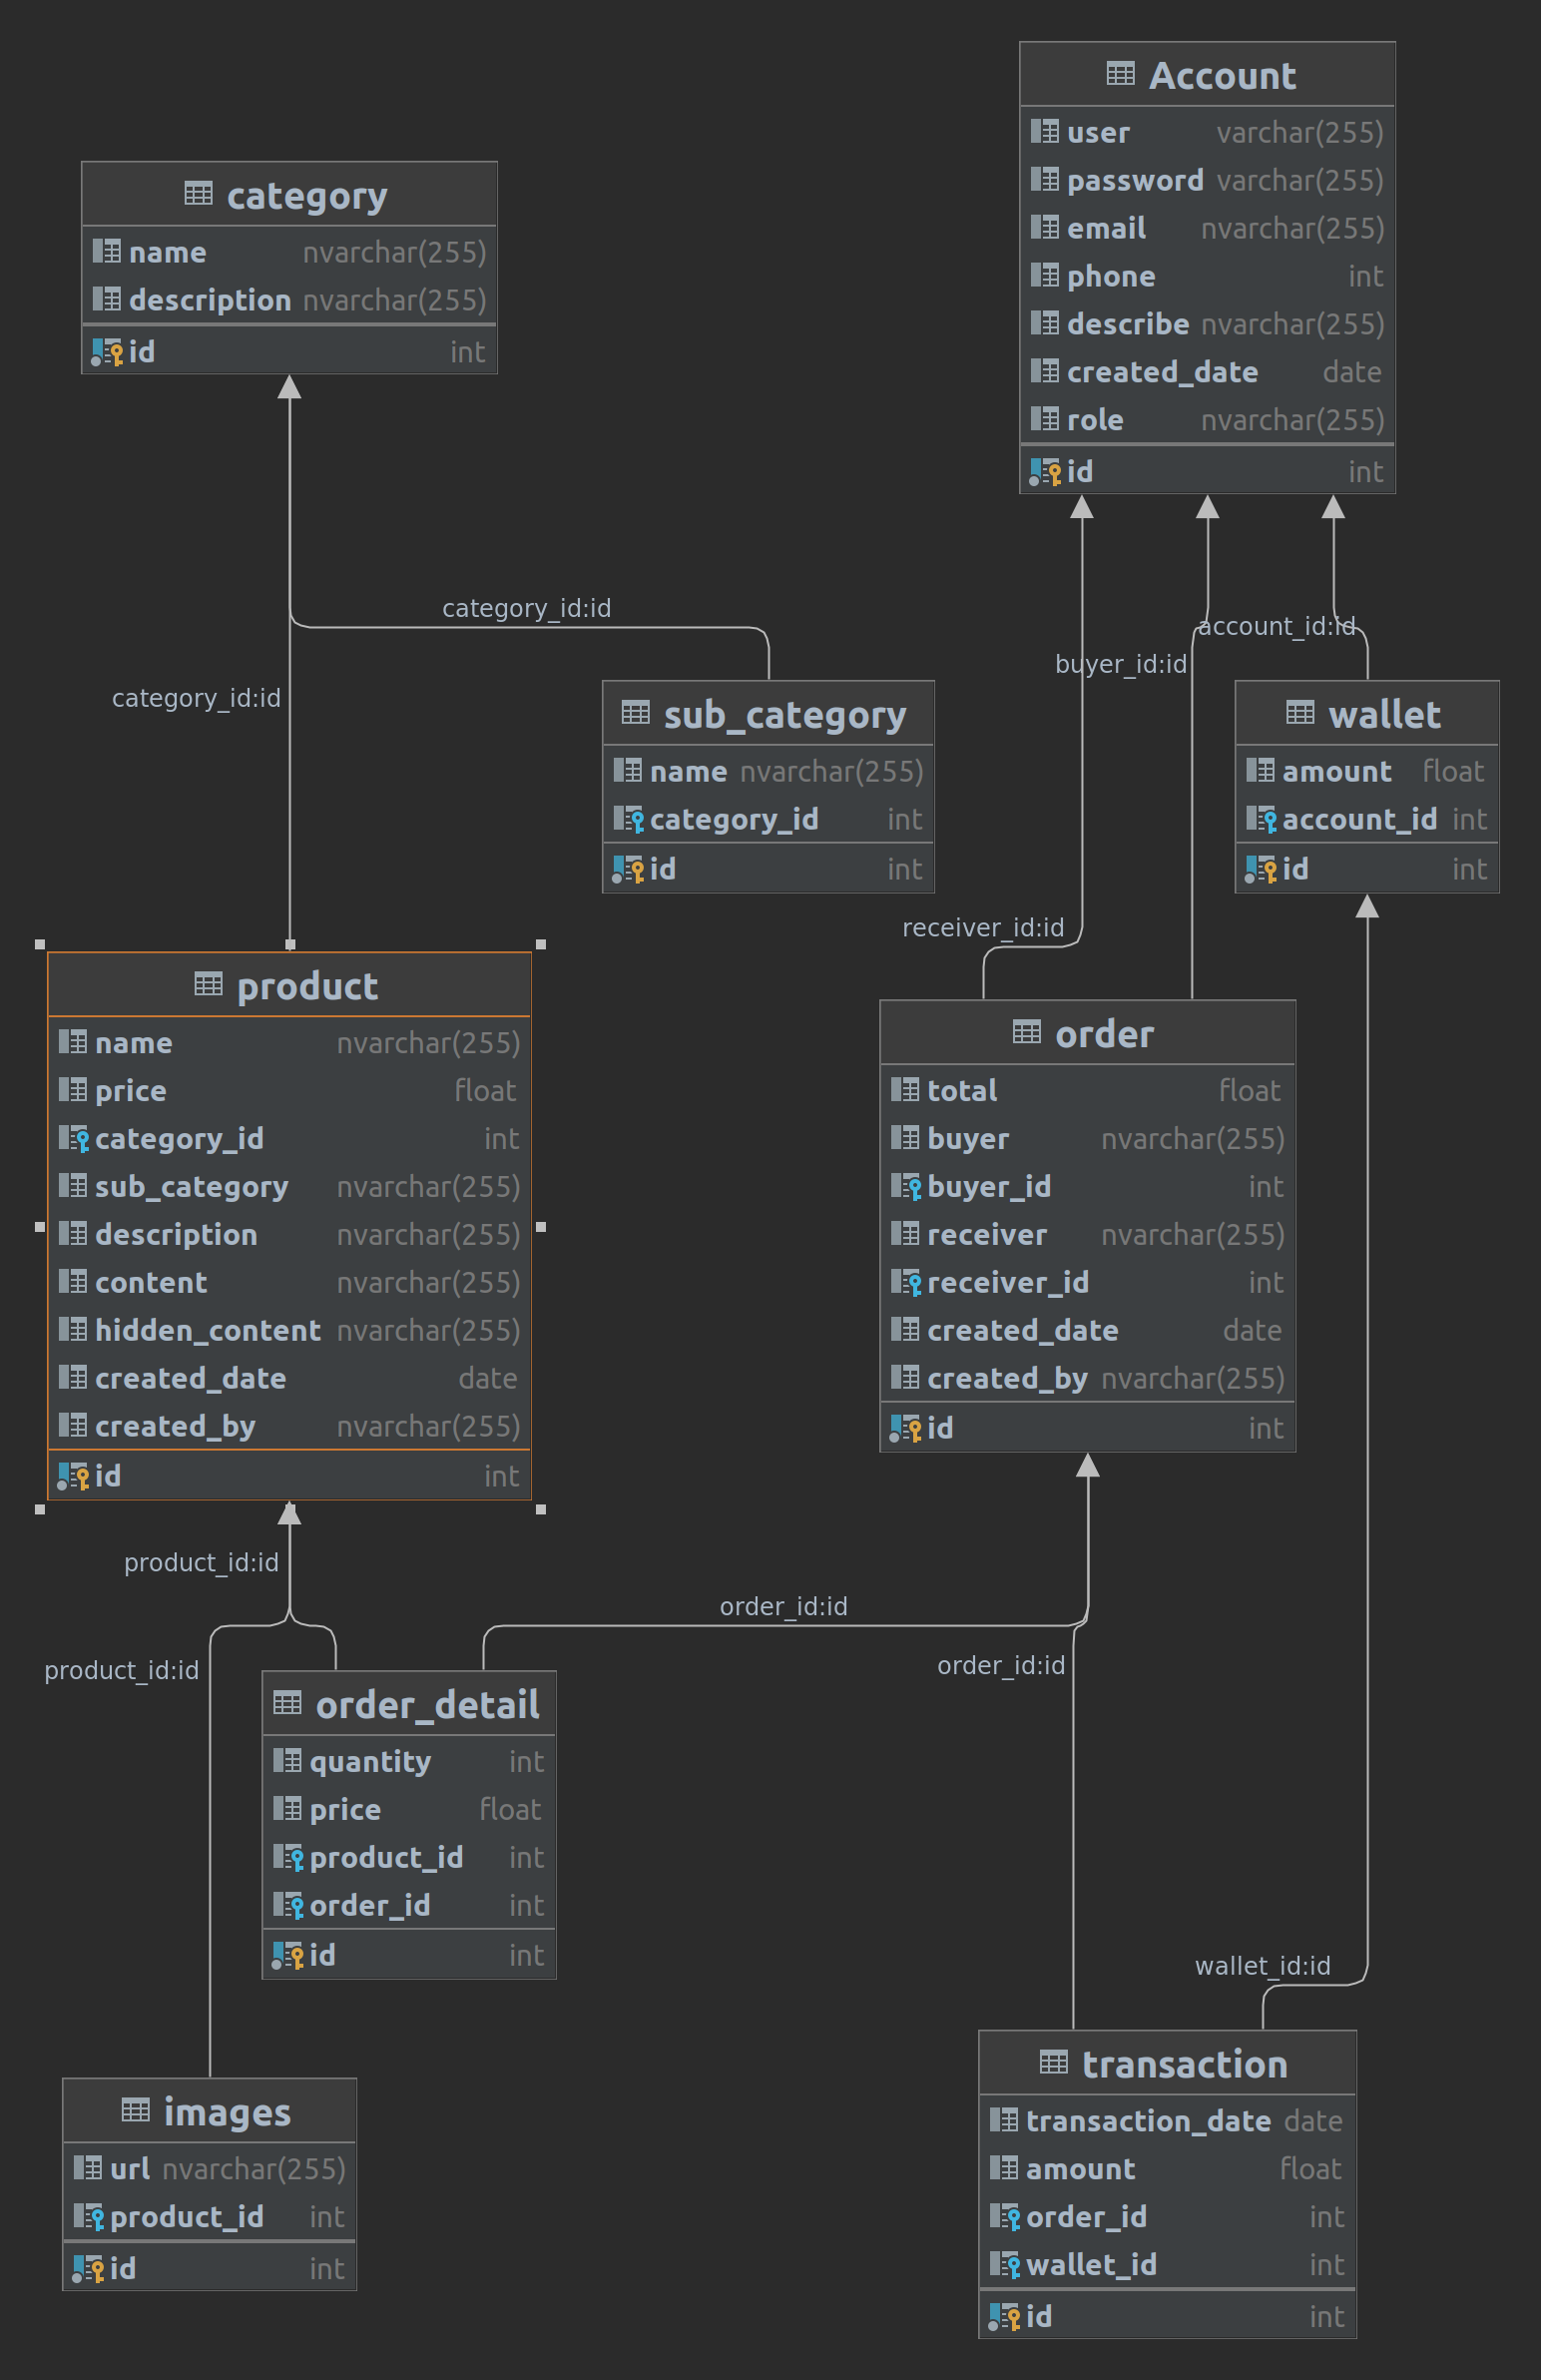 Account
user varchar(255)
password varchar(255)
email nvarchar(255)
phone int
describe nvarchar(255)
created_date date
role nvarchar(255)
id int
category
name nvarchar(255)
description nvarchar(255)
id int
category_id:id
account_id:id
buyer_id:id
category_id:id
sub_category
name nvarchar(255)
category_id int
id int
wallet
amount float
account_id int
id int
receiver_id:id
product
name nvarchar(255)
price float
category_id int
sub_category nvarchar(255)
description nvarchar(255)
content nvarchar(255)
hidden_content nvarchar(255)
created_date date
created_by nvarchar(255)
id int
order
total float
buyer nvarchar(255)
buyer_id int
receiver nvarchar(255)
receiver_id int
created_date date
created_by nvarchar(255)
id int
product_id:id
order_id:id
product_id:id
order_id:id
order_detail
quantity int
price float
product_id int
order_id int
id int
wallet_id:id
images
url nvarchar(255)
product_id int
id int
transaction
transaction_date date
amount float
order_id int
wallet_id int
id int